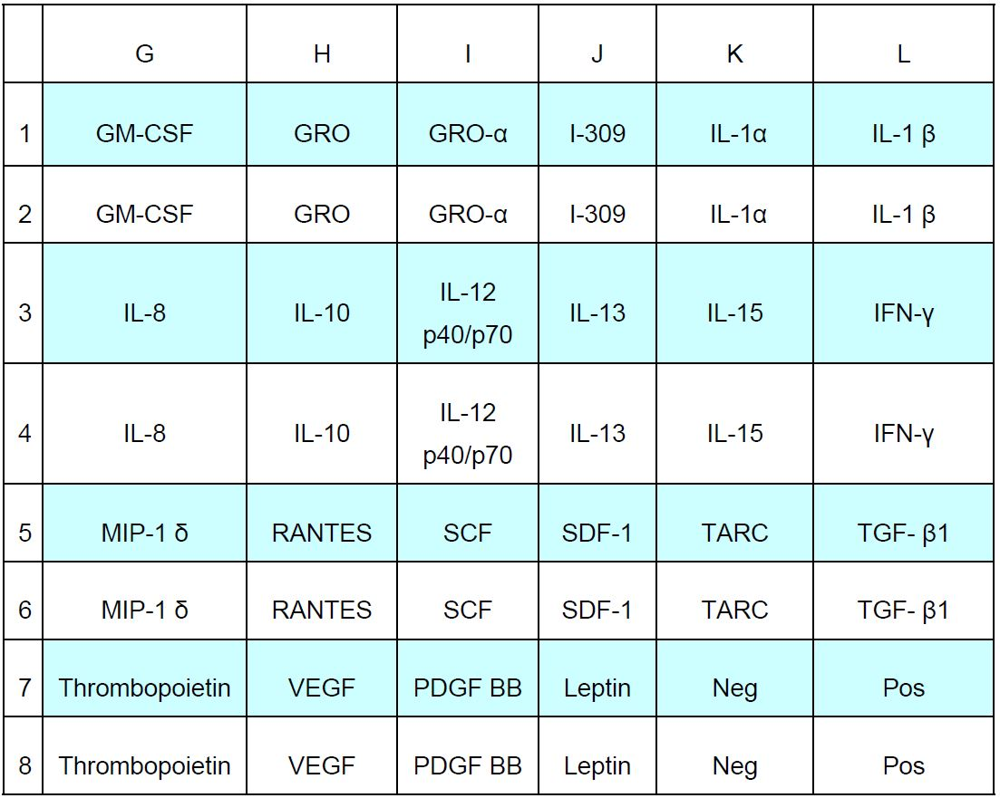 G H I J K L
1 GM-CSF GRO GRO-α I-309 IL-1α IL-1 β
2 GM-CSF GRO GRO-α I-309 IL-1α IL-1 β
3 IL-8 IL-10 IL-12 p40/p70 IL-13 IL-15 IFN-γ
4 IL-8 IL-10 IL-12 p40/p70 IL-13 IL-15 IFN-γ
5 MIP-1 δ RANTES SCF SDF-1 TARC TGF- β1
6 MIP-1 δ RANTES SCF SDF-1 TARC TGF- β1
7 Thrombopoietin VEGF PDGF BB Leptin Neg Pos
8 Thrombopoietin VEGF PDGF BB Leptin Neg Pos